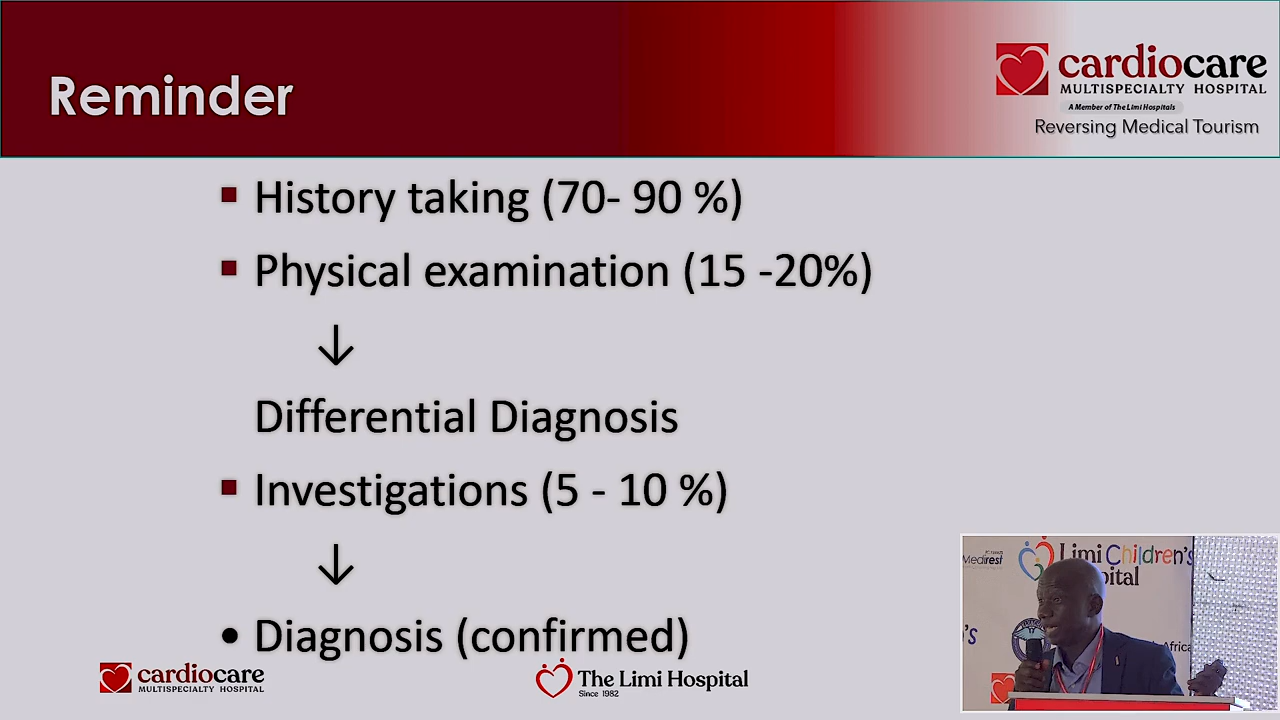 Reminder
cardiocare
MULTISPECIALTY HOSPITAL
A Member of The Limi Hospitals
Reversing Medical Tourism
▪ History taking (70- 90 %)
▪ Physical examination (15 -20%)
↓
Differential Diagnosis
▪ Investigations (5 - 10 %)
↓
• Diagnosis (confirmed)
cardiocare
MULTISPECIALTY HOSPITAL
The Limi Hospital
Since 1982
Medirest
Limi Children's